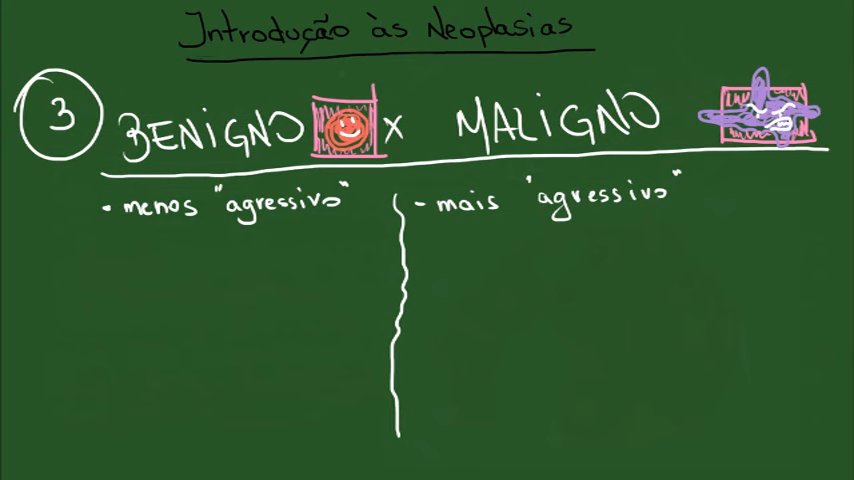 Introdução às Neoplasias
3 BENIGNO x MALIGNO
• menos "agressivo"
- mais "agressivo"